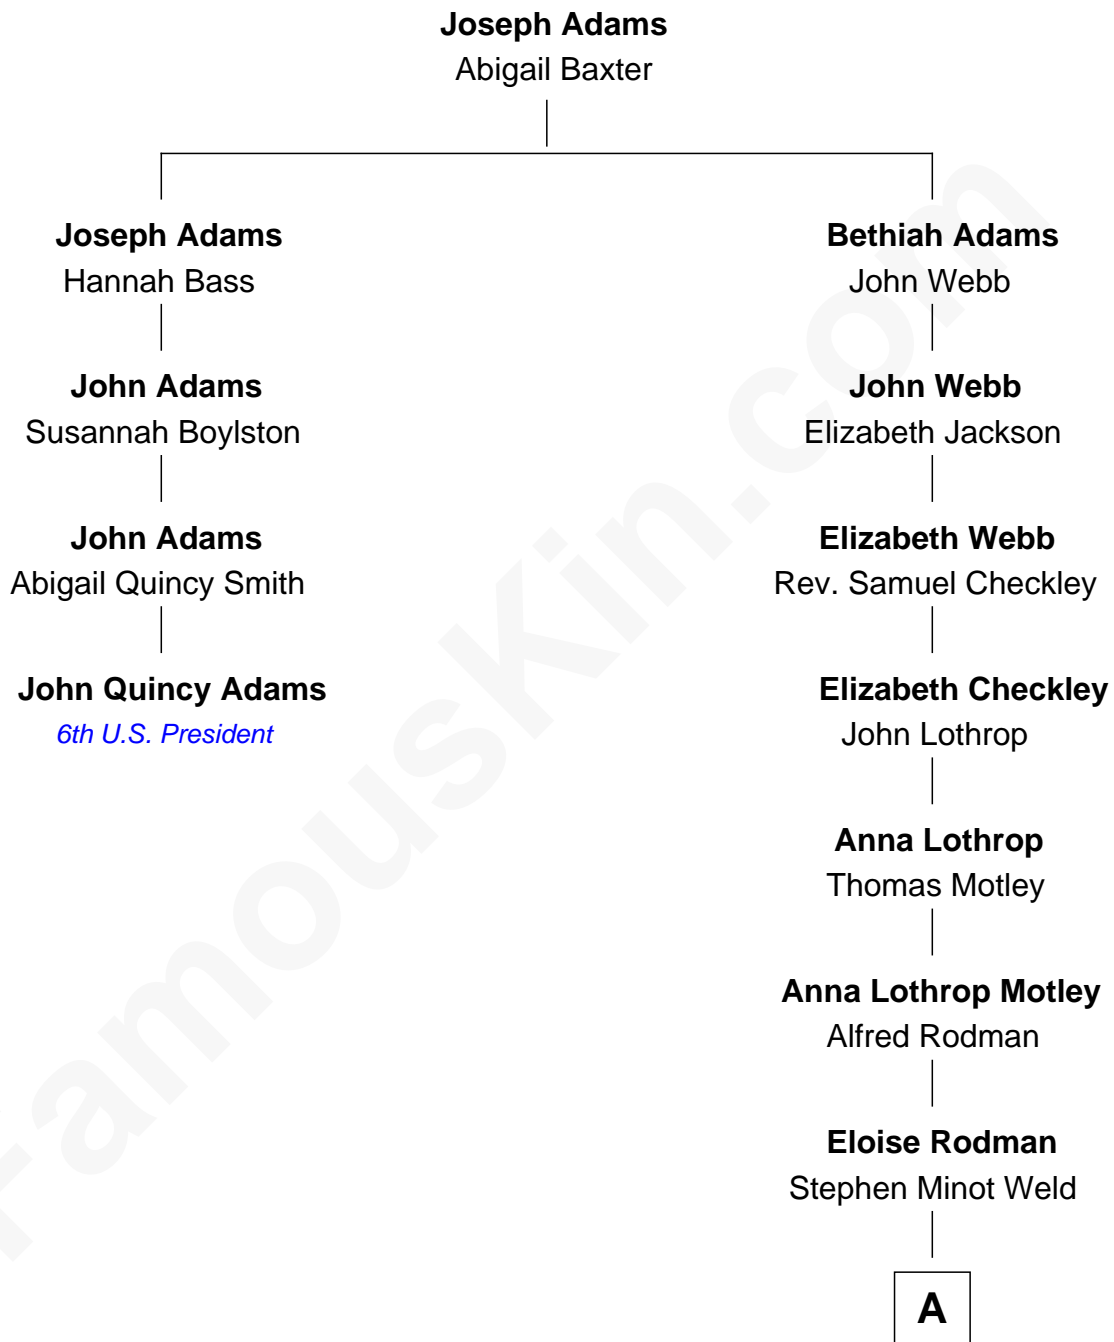 Joseph Adams
Abigail Baxter
Joseph Adams
Hannah Bass
John Adams
Susannah Boylston
John Adams
Abigail Quincy Smith
John Quincy Adams
6th U.S. President
Bethiah Adams
John Webb
John Webb
Elizabeth Jackson
Elizabeth Webb
Rev. Samuel Checkley
Elizabeth Checkley
John Lothrop
Anna Lothrop
Thomas Motley
Anna Lothrop Motley
Alfred Rodman
Eloise Rodman
Stephen Minot Weld
A
FamousKin.com